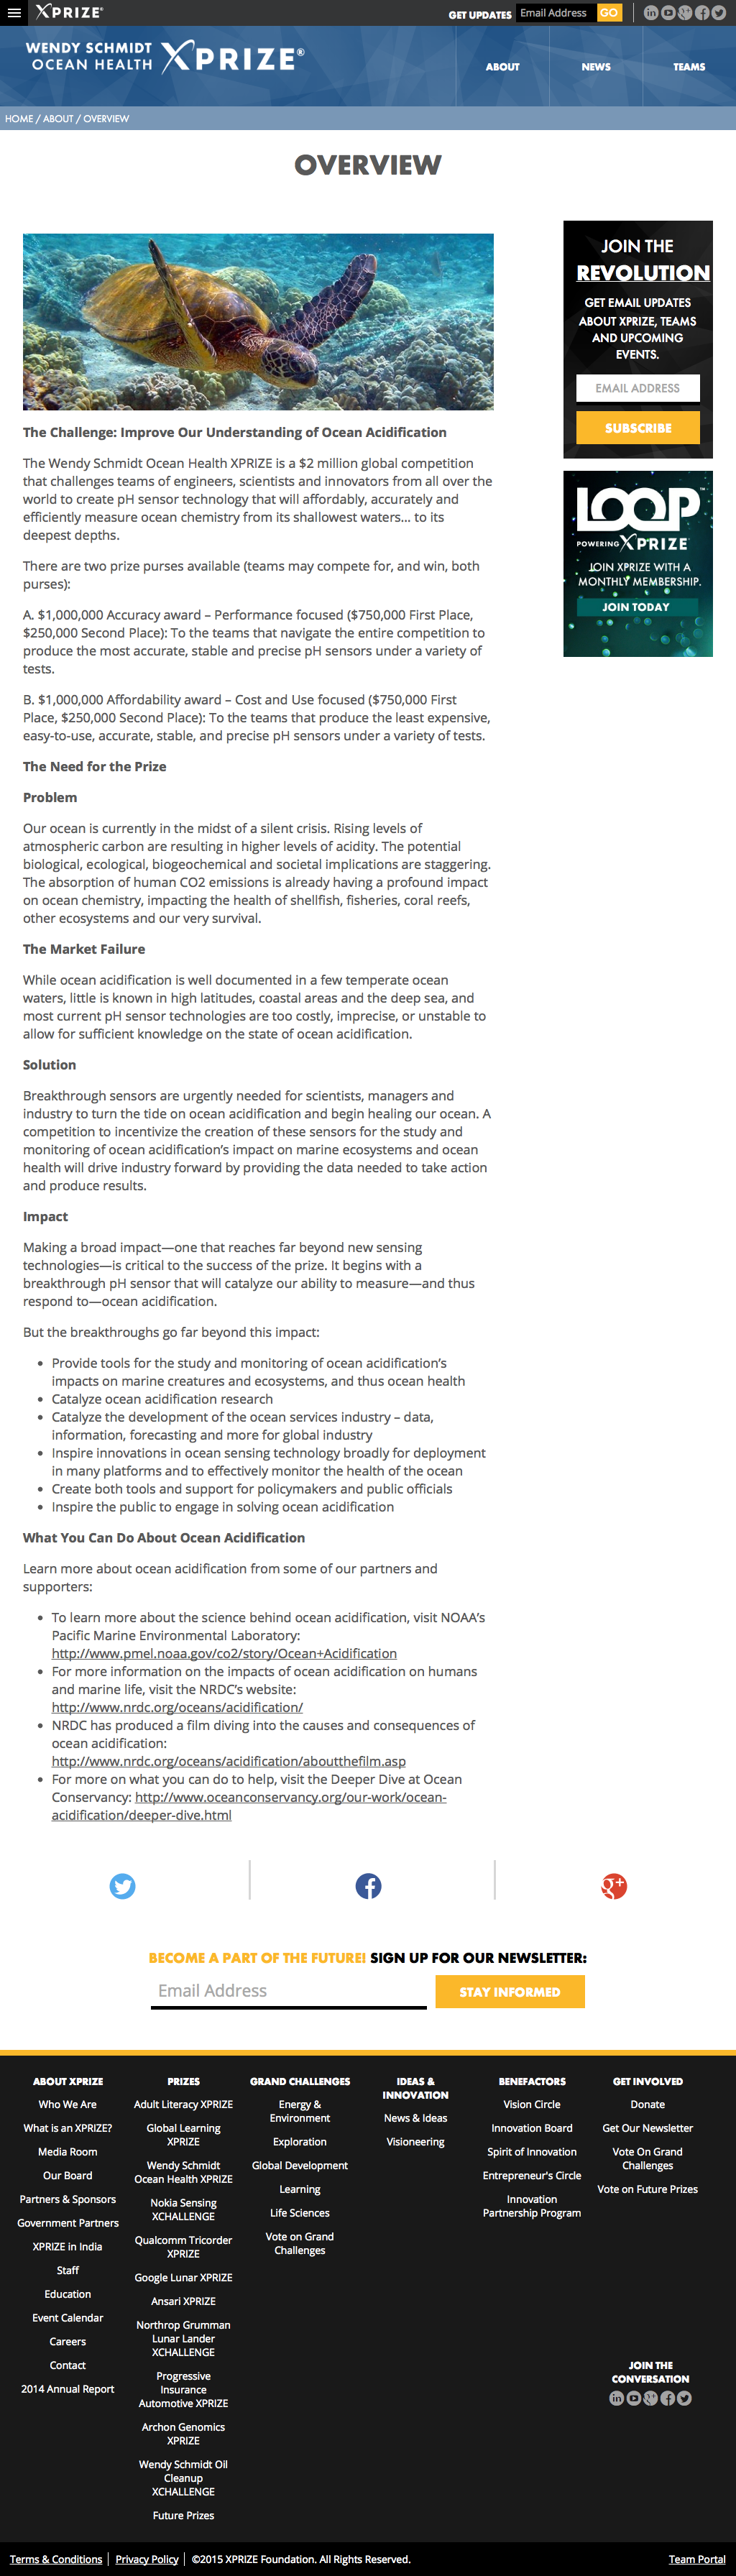 XPRIZE®
GET UPDATES
Email Address
GO
WENDY SCHMIDT
OCEAN HEALTH
XPRIZE®
ABOUT
NEWS
TEAMS
HOME / ABOUT / OVERVIEW
OVERVIEW
The Challenge: Improve Our Understanding of Ocean Acidification
The Wendy Schmidt Ocean Health XPRIZE is a $2 million global competition
that challenges teams of engineers, scientists and innovators from all over the
world to create pH sensor technology that will affordably, accurately and
efficiently measure ocean chemistry from its shallowest waters... to its
deepest depths.
There are two prize purses available (teams may compete for, and win, both
purses):
A. $1,000,000 Accuracy award – Performance focused ($750,000 First Place,
$250,000 Second Place): To the teams that navigate the entire competition to
produce the most accurate, stable and precise pH sensors under a variety of
tests.
B. $1,000,000 Affordability award – Cost and Use focused ($750,000 First
Place, $250,000 Second Place): To the teams that produce the least expensive,
easy-to-use, accurate, stable, and precise pH sensors under a variety of tests.
The Need for the Prize
Problem
Our ocean is currently in the midst of a silent crisis. Rising levels of
atmospheric carbon are resulting in higher levels of acidity. The potential
biological, ecological, biogeochemical and societal implications are staggering.
The absorption of human CO2 emissions is already having a profound impact
on ocean chemistry, impacting the health of shellfish, fisheries, coral reefs,
other ecosystems and our very survival.
The Market Failure
While ocean acidification is well documented in a few temperate ocean
waters, little is known in high latitudes, coastal areas and the deep sea, and
most current pH sensor technologies are too costly, imprecise, or unstable to
allow for sufficient knowledge on the state of ocean acidification.
Solution
Breakthrough sensors are urgently needed for scientists, managers and
industry to turn the tide on ocean acidification and begin healing our ocean. A
competition to incentivize the creation of these sensors for the study and
monitoring of ocean acidification's impact on marine ecosystems and ocean
health will drive industry forward by providing the data needed to take action
and produce results.
Impact
Making a broad impact—one that reaches far beyond new sensing
technologies—is critical to the success of the prize. It begins with a
breakthrough pH sensor that will catalyze our ability to measure—and thus
respond to—ocean acidification.
But the breakthroughs go far beyond this impact:
• Provide tools for the study and monitoring of ocean acidification's
impacts on marine creatures and ecosystems, and thus ocean health
• Catalyze ocean acidification research
• Catalyze the development of the ocean services industry – data,
information, forecasting and more for global industry
• Inspire innovations in ocean sensing technology broadly for deployment
in many platforms and to effectively monitor the health of the ocean
• Create both tools and support for policymakers and public officials
• Inspire the public to engage in solving ocean acidification
What You Can Do About Ocean Acidification
Learn more about ocean acidification from some of our partners and
supporters:
• To learn more about the science behind ocean acidification, visit NOAA's
Pacific Marine Environmental Laboratory:
http://www.pmel.noaa.gov/co2/story/Ocean+Acidification
• For more information on the impacts of ocean acidification on humans
and marine life, visit the NRDC's website:
http://www.nrdc.org/oceans/acidification/
• NRDC has produced a film diving into the causes and consequences of
ocean acidification:
http://www.nrdc.org/oceans/acidification/aboutthefilm.asp
• For more on what you can do to help, visit the Deeper Dive at Ocean
Conservancy: http://www.oceanconservancy.org/our-work/ocean-
acidification/deeper-dive.html
JOIN THE
REVOLUTION
GET EMAIL UPDATES
ABOUT XPRIZE, TEAMS
AND UPCOMING
EVENTS.
EMAIL ADDRESS
SUBSCRIBE
LOOP™
POWERING XPRIZE
JOIN XPRIZE WITH A
MONTHLY MEMBERSHIP.
JOIN TODAY
BECOME A PART OF THE FUTURE! SIGN UP FOR OUR NEWSLETTER:
Email Address
STAY INFORMED
ABOUT XPRIZE
Who We Are
What is an XPRIZE?
Media Room
Our Board
Partners & Sponsors
Government Partners
XPRIZE in India
Staff
Education
Event Calendar
Careers
Contact
2014 Annual Report
PRIZES
Adult Literacy XPRIZE
Global Learning
XPRIZE
Wendy Schmidt
Ocean Health XPRIZE
Nokia Sensing
XCHALLENGE
Qualcomm Tricorder
XPRIZE
Google Lunar XPRIZE
Ansari XPRIZE
Northrop Grumman
Lunar Lander
XCHALLENGE
Progressive
Insurance
Automotive XPRIZE
Archon Genomics
XPRIZE
Wendy Schmidt Oil
Cleanup
XCHALLENGE
Future Prizes
GRAND CHALLENGES
Energy &
Environment
Exploration
Global Development
Learning
Life Sciences
Vote on Grand
Challenges
IDEAS &
INNOVATION
News & Ideas
Visioneering
BENEFACTORS
Vision Circle
Innovation Board
Spirit of Innovation
Entrepreneur's Circle
Innovation
Partnership Program
GET INVOLVED
Donate
Get Our Newsletter
Vote On Grand
Challenges
Vote on Future Prizes
JOIN THE
CONVERSATION
Terms & Conditions | Privacy Policy | ©2015 XPRIZE Foundation. All Rights Reserved.
Team Portal